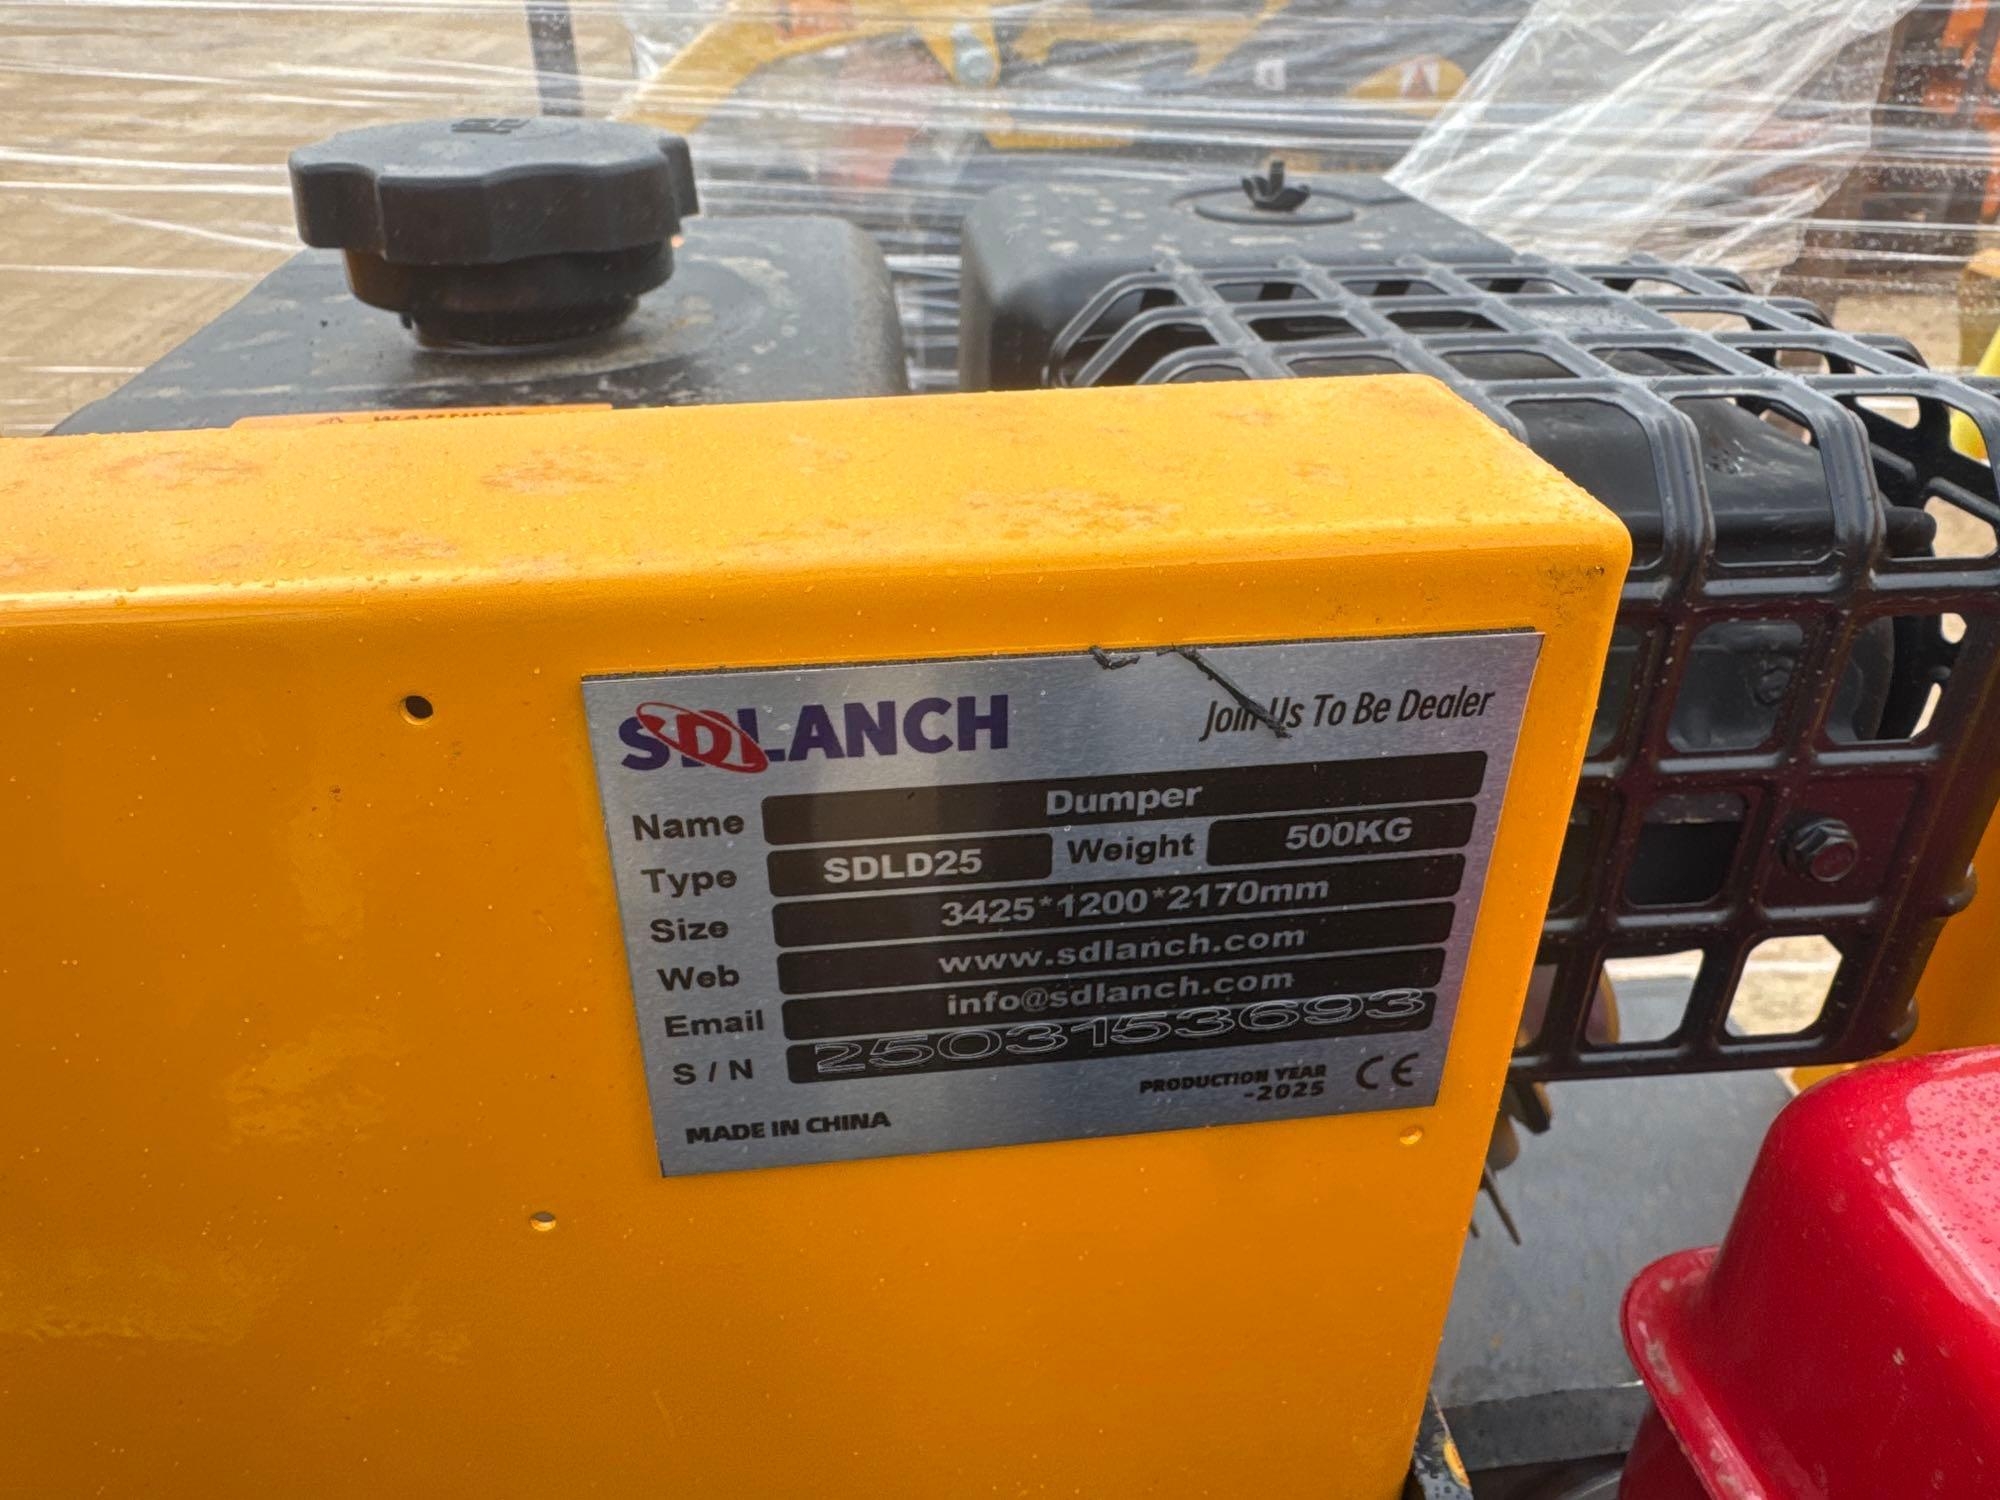 WARNING
SDLANCH
Join Us To Be Dealer
Name Dumper
Type SDLD25 Weight 500KG
Size 3425*1200*2170mm
Web www.sdlanch.com
Email info@sdlanch.com
S / N 2503153693
PRODUCTION YEAR
-2025
CE
MADE IN CHINA